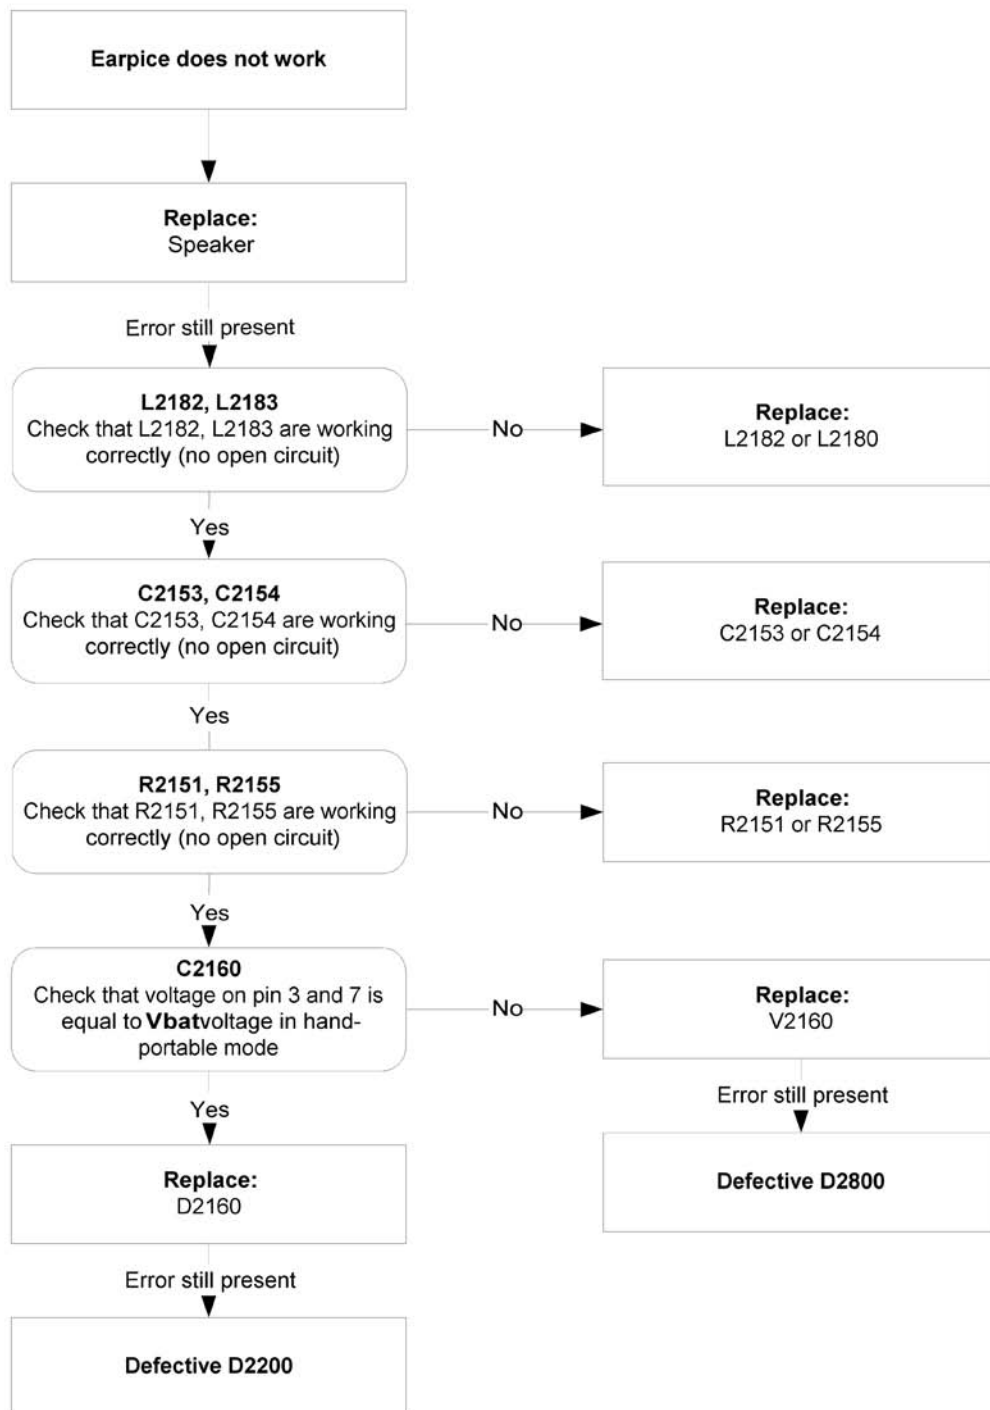 Earpice does not work
Replace:
Speaker
Error still present
L2182, L2183
Check that L2182, L2183 are working
correctly (no open circuit)
No
Replace:
L2182 or L2180
Yes
C2153, C2154
Check that C2153, C2154 are working
correctly (no open circuit)
No
Replace:
C2153 or C2154
Yes
R2151, R2155
Check that R2151, R2155 are working
correctly (no open circuit)
No
Replace:
R2151 or R2155
Yes
C2160
Check that voltage on pin 3 and 7 is
equal to Vbatvoltage in hand-
portable mode
No
Replace:
V2160
Error still present
Defective D2800
Yes
Replace:
D2160
Error still present
Defective D2200